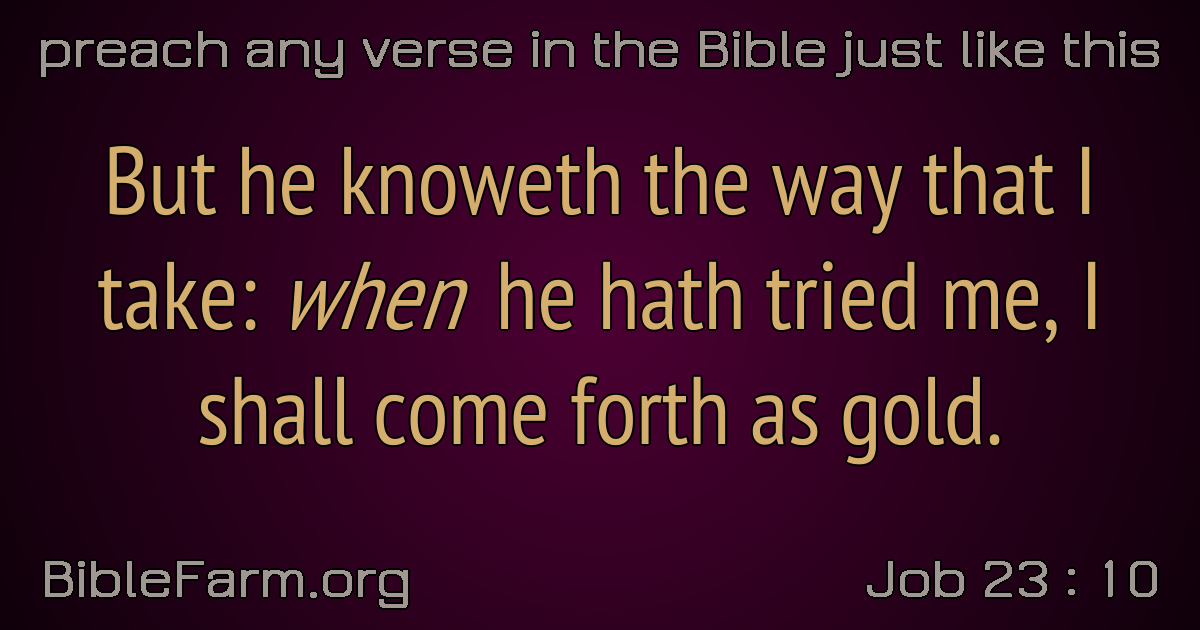 preach any verse in the Bible just like this
But he knoweth the way that I
take: when he hath tried me, I
shall come forth as gold.
BibleFarm.org
Job 23 : 10